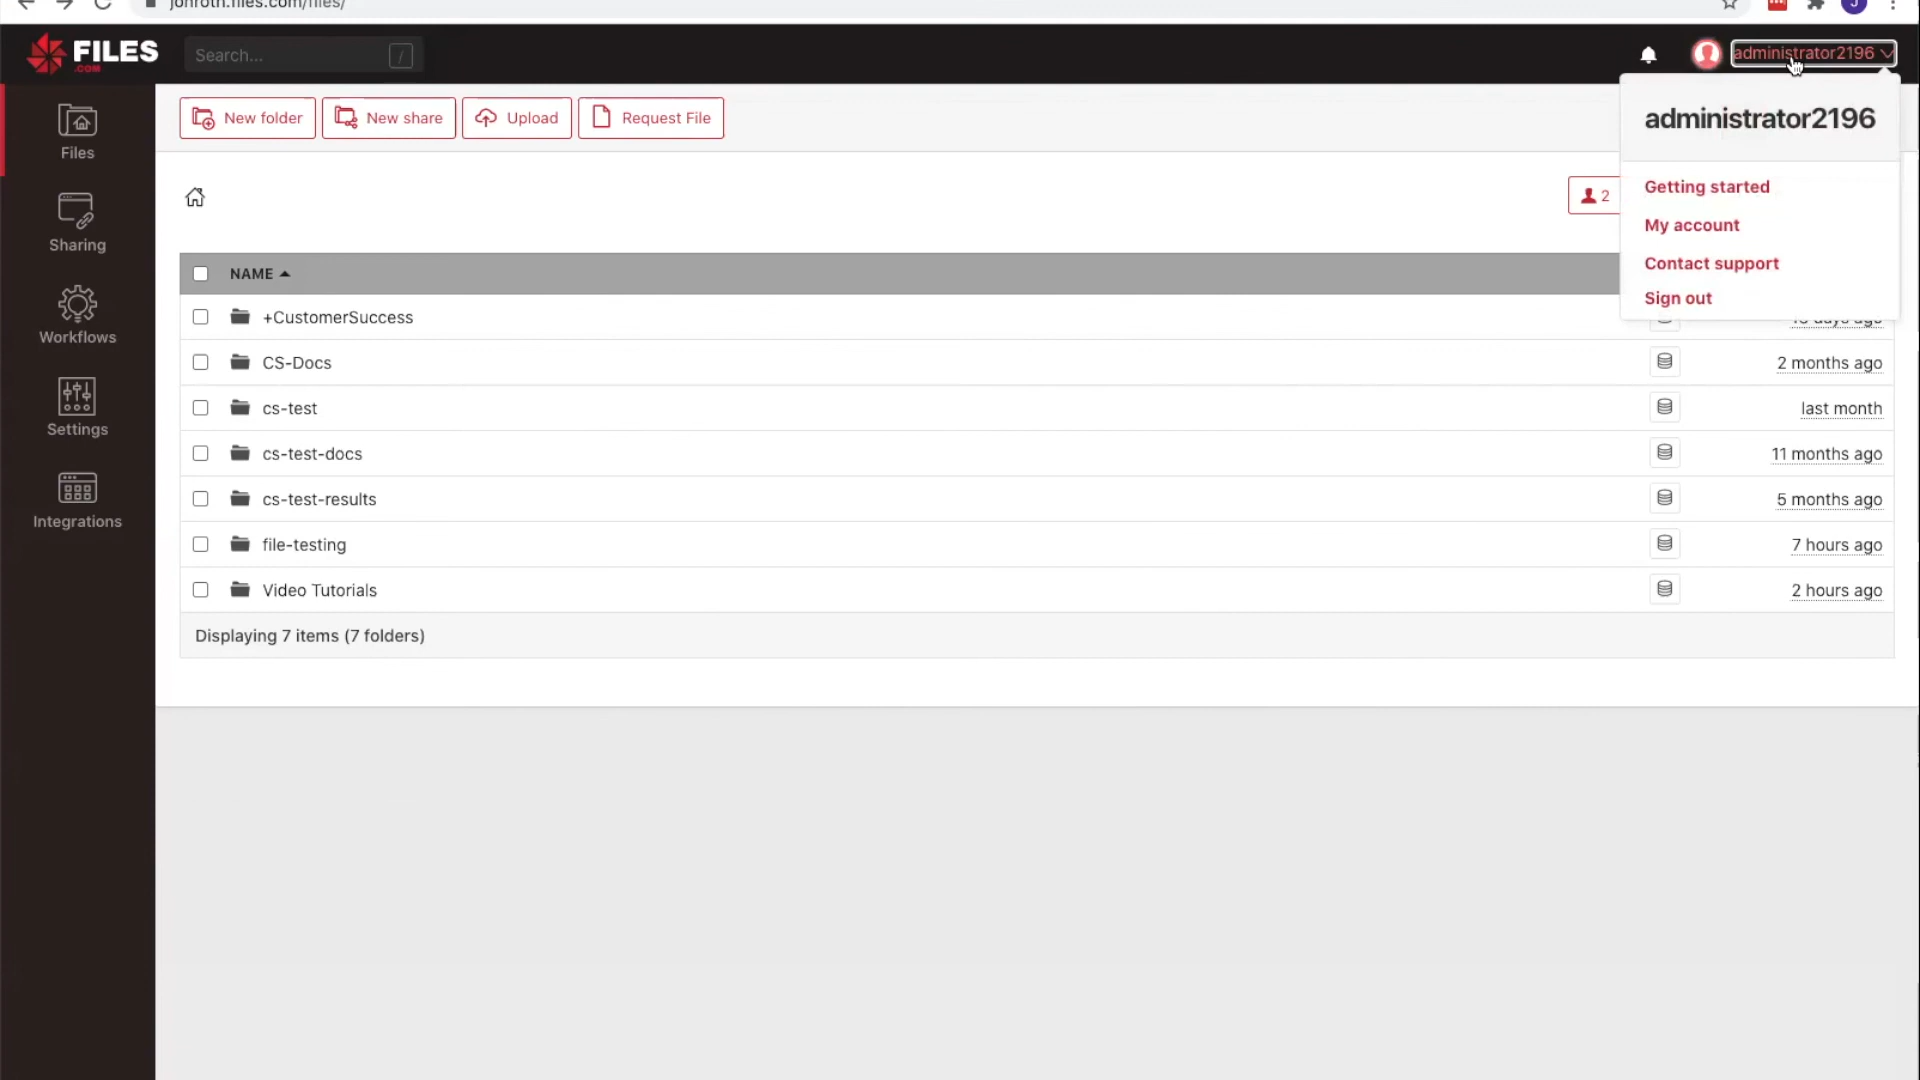 jonroth.files.com/files/
J
FILES
.COM
Search...
/
administrator2196
administrator2196
Getting started
My account
Contact support
Sign out
Files
Sharing
Workflows
Settings
Integrations
New folder
New share
Upload
Request File
2
NAME
+CustomerSuccess
CS-Docs
2 months ago
cs-test
last month
cs-test-docs
11 months ago
cs-test-results
5 months ago
file-testing
7 hours ago
Video Tutorials
2 hours ago
Displaying 7 items (7 folders)